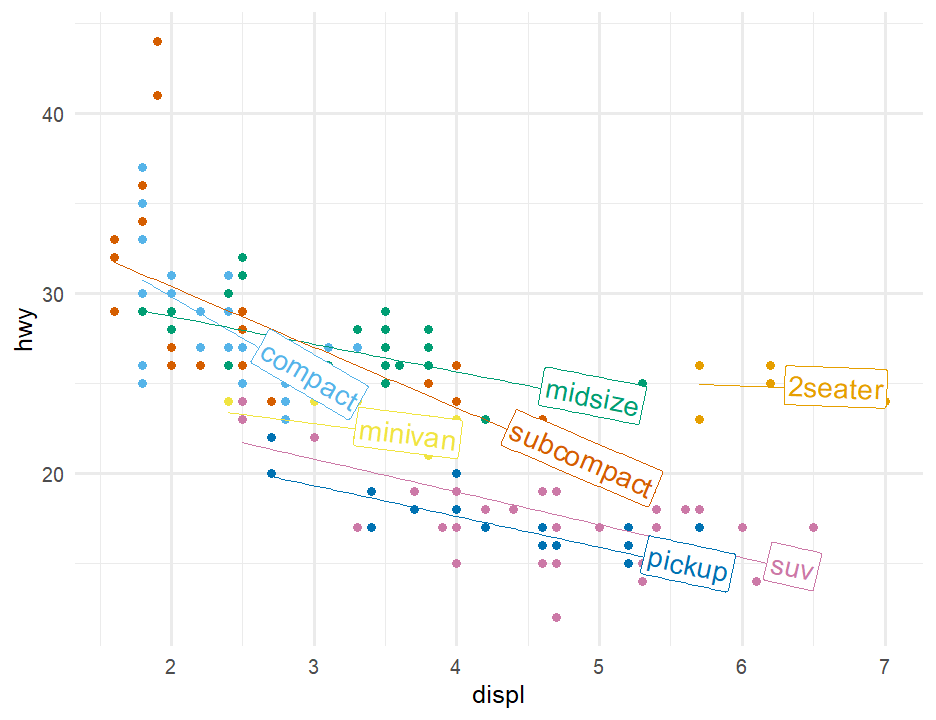 hwy
40
30
20
compact
midsize
2seater
minivan
subcompact
pickup
suv
2
3
4
5
6
7
displ